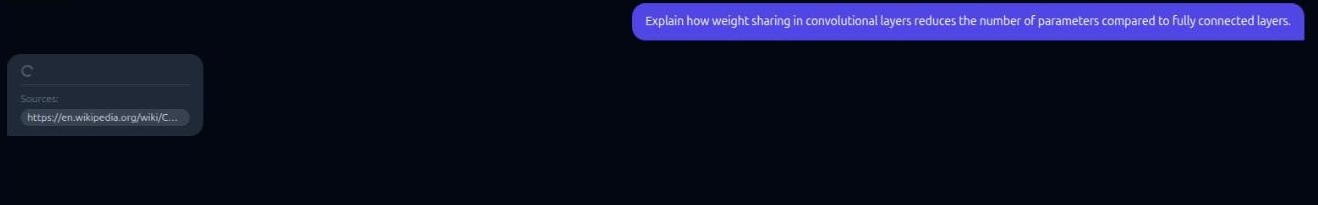 Explain how weight sharing in convolutional layers reduces the number of parameters compared to fully connected layers.
Sources:
https://en.wikipedia.org/wiki/C...